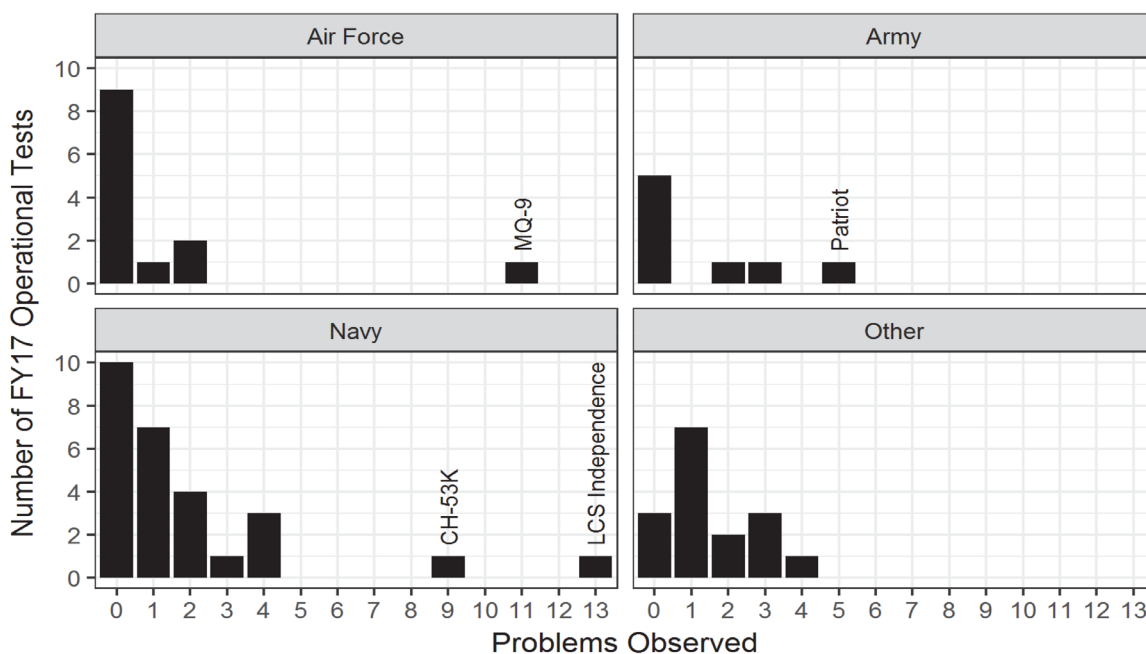 Air Force
Army
Number of FY17 Operational Tests
10
8
6
4
2
0
MQ-9
Patriot
Navy
Other
10
8
6
4
2
0
CH-53K
LCS Independence
0 1 2 3 4 5 6 7 8 9 10 11 12 13
0 1 2 3 4 5 6 7 8 9 10 11 12 13
Problems Observed